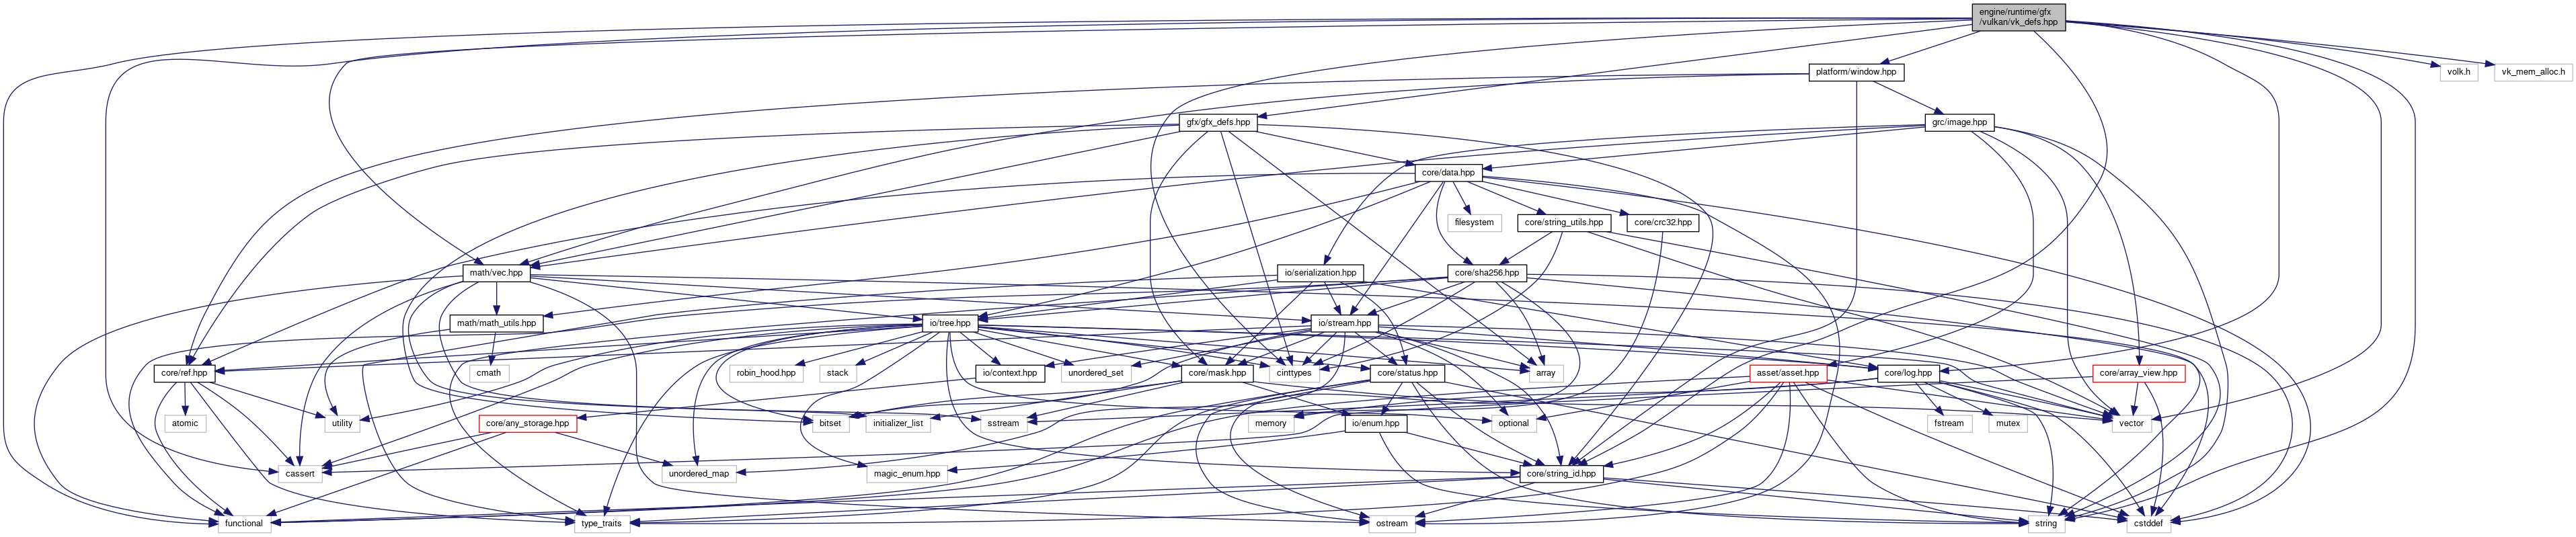 engine/runtime/gfx
/vulkan/vk_defs.hpp
platform/window.hpp
volk.h
vk_mem_alloc.h
gfx/gfx_defs.hpp
grc/image.hpp
core/data.hpp
filesystem
core/string_utils.hpp
core/crc32.hpp
math/vec.hpp
io/serialization.hpp
core/sha256.hpp
math/math_utils.hpp
io/tree.hpp
io/stream.hpp
core/ref.hpp
cmath
robin_hood.hpp
stack
io/context.hpp
unordered_set
core/mask.hpp
cinttypes
core/status.hpp
array
asset/asset.hpp
core/log.hpp
core/array_view.hpp
atomic
utility
core/any_storage.hpp
bitset
initializer_list
sstream
memory
io/enum.hpp
optional
fstream
mutex
vector
cassert
unordered_map
magic_enum.hpp
core/string_id.hpp
functional
type_traits
ostream
string
cstddef